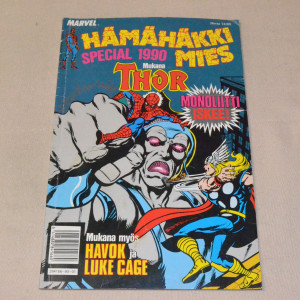 MARVEL
HÄMÄHÄKKI
MIES
SPECIAL 1990
Mukana
THOR
MONOLIITTI
ISKEE!
Mukana myös
HAVOK ja
LUKE CAGE